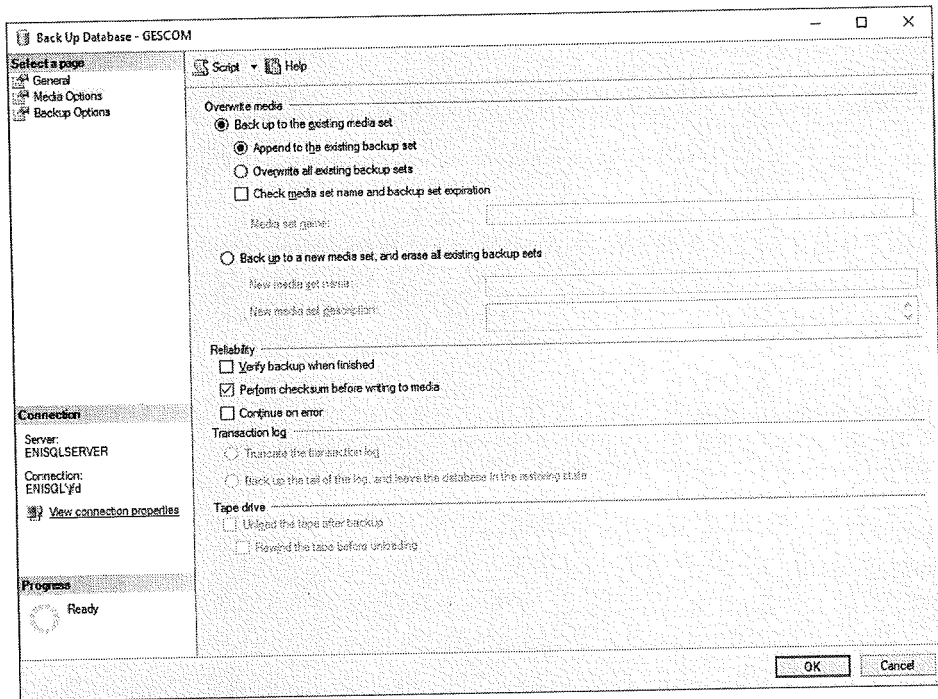 Back Up Database - GESCOM
Select a page
General
Media Options
Backup Options
Script Help
Overwrite media
Back up to the existing media set
Append to the existing backup set
Overwrite all existing backup sets
Check media set name and backup set expiration
Media set name:
Back up to a new media set, and erase all existing backup sets
New media set name:
New media set description:
Reliability
Verify backup when finished
Perform checksum before writing to media
Continue on error
Transaction log
Truncate the transaction log
Back up the tail of the log, and leave the database in the restoring state
Tape drive
Unload the tape after backup
Rewind the tape before unloading
Connection
Server:
ENISQLSERVER
Connection:
View connection properties
Progress
Ready
OK Cancel